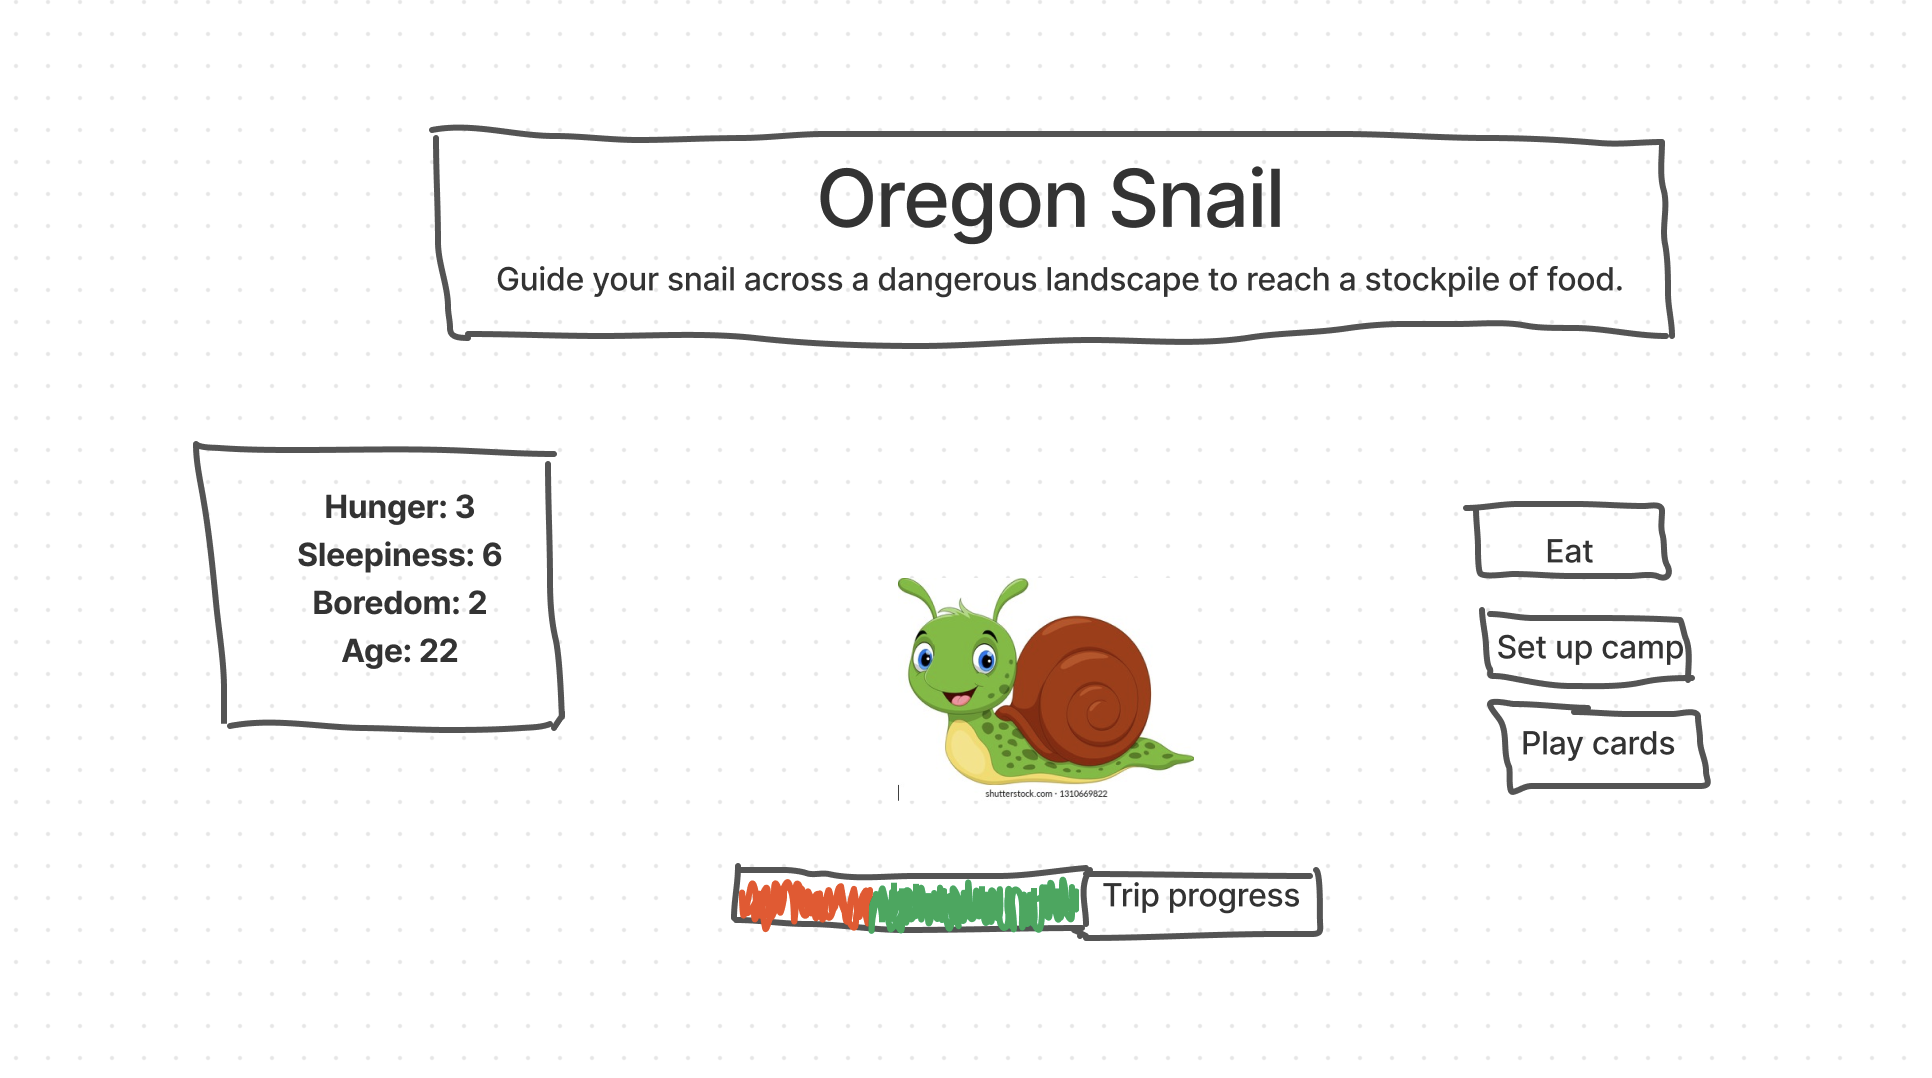 Oregon Snail
Guide your snail across a dangerous landscape to reach a stockpile of food.
Hunger: 3
Sleepiness: 6
Boredom: 2
Age: 22
Eat
Set up camp
Play cards
shutterstock.com · 1310669822
Trip progress